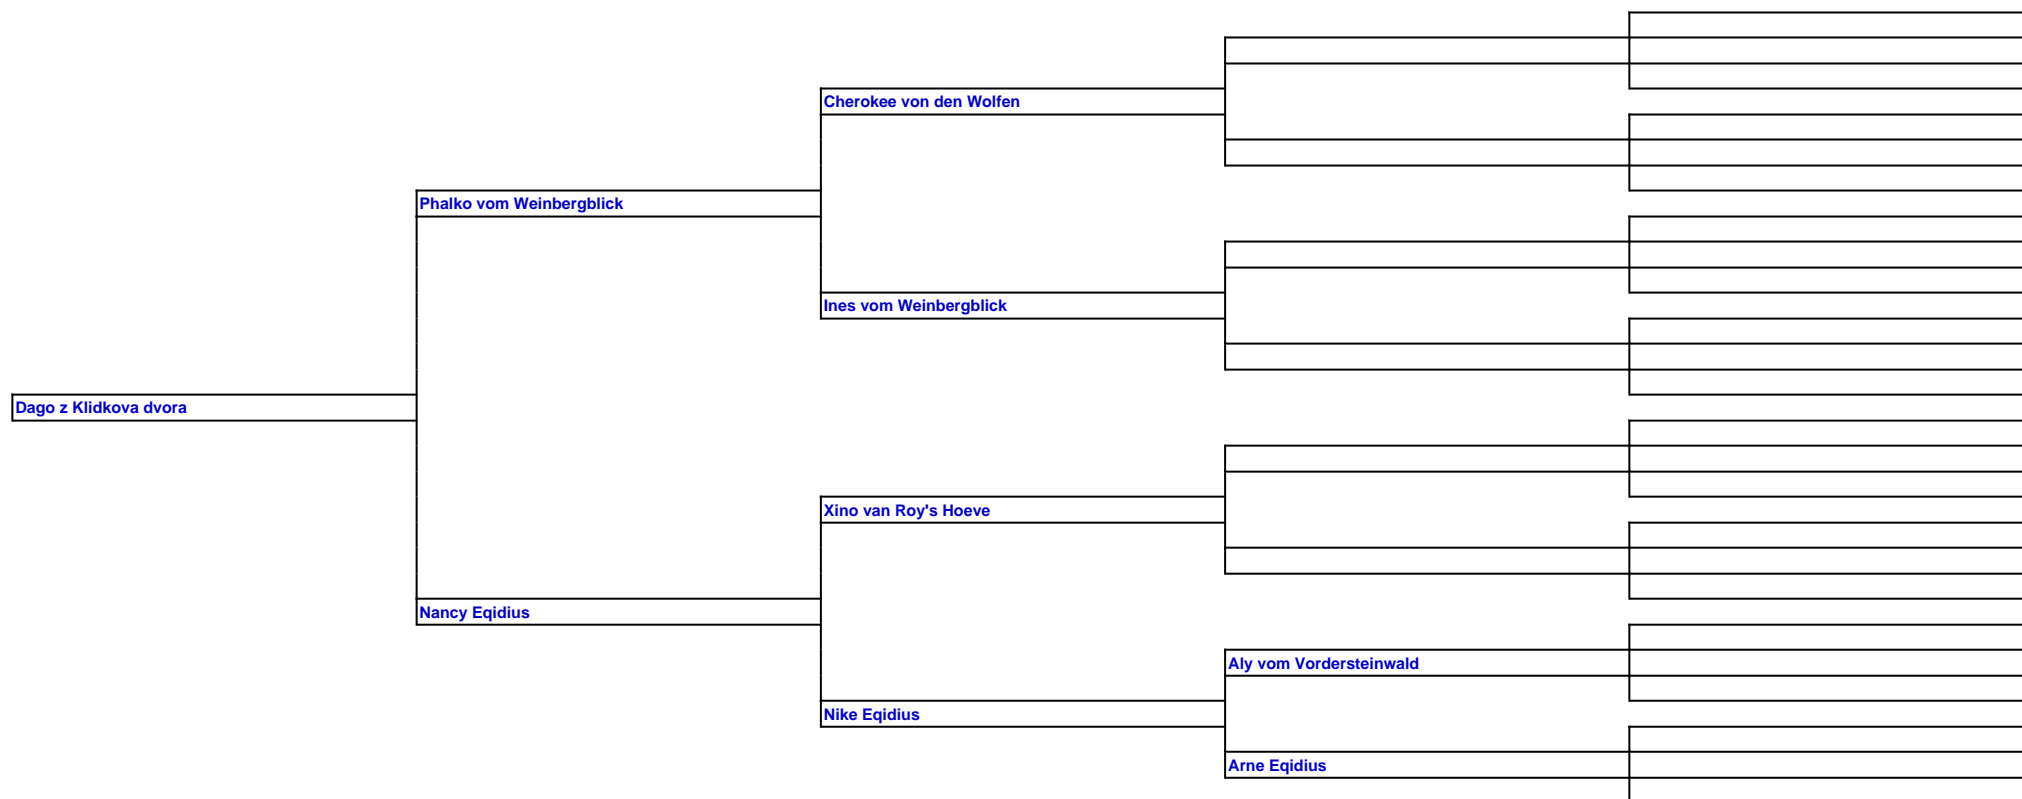 Cherokee von den Wolfen
Phalko vom Weinbergblick
Ines vom Weinbergblick
Dago z Klidkova dvora
Xino van Roy's Hoeve
Nancy Eqidius
Aly vom Vordersteinwald
Nike Eqidius
Arne Eqidius